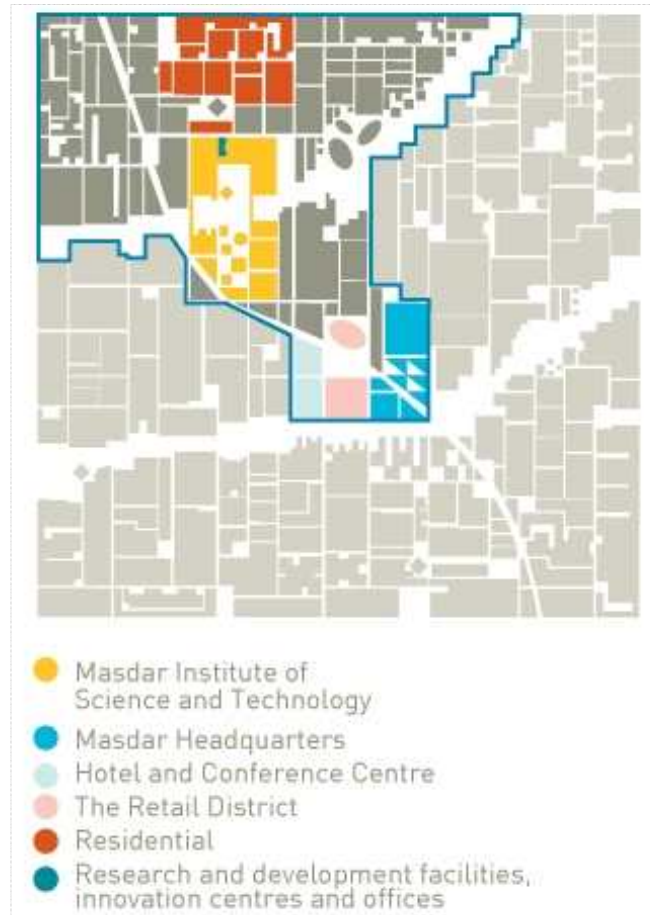 Masdar Institute of
Science and Technology
Masdar Headquarters
Hotel and Conference Centre
The Retail District
Residential
Research and development facilities,
innovation centres and offices